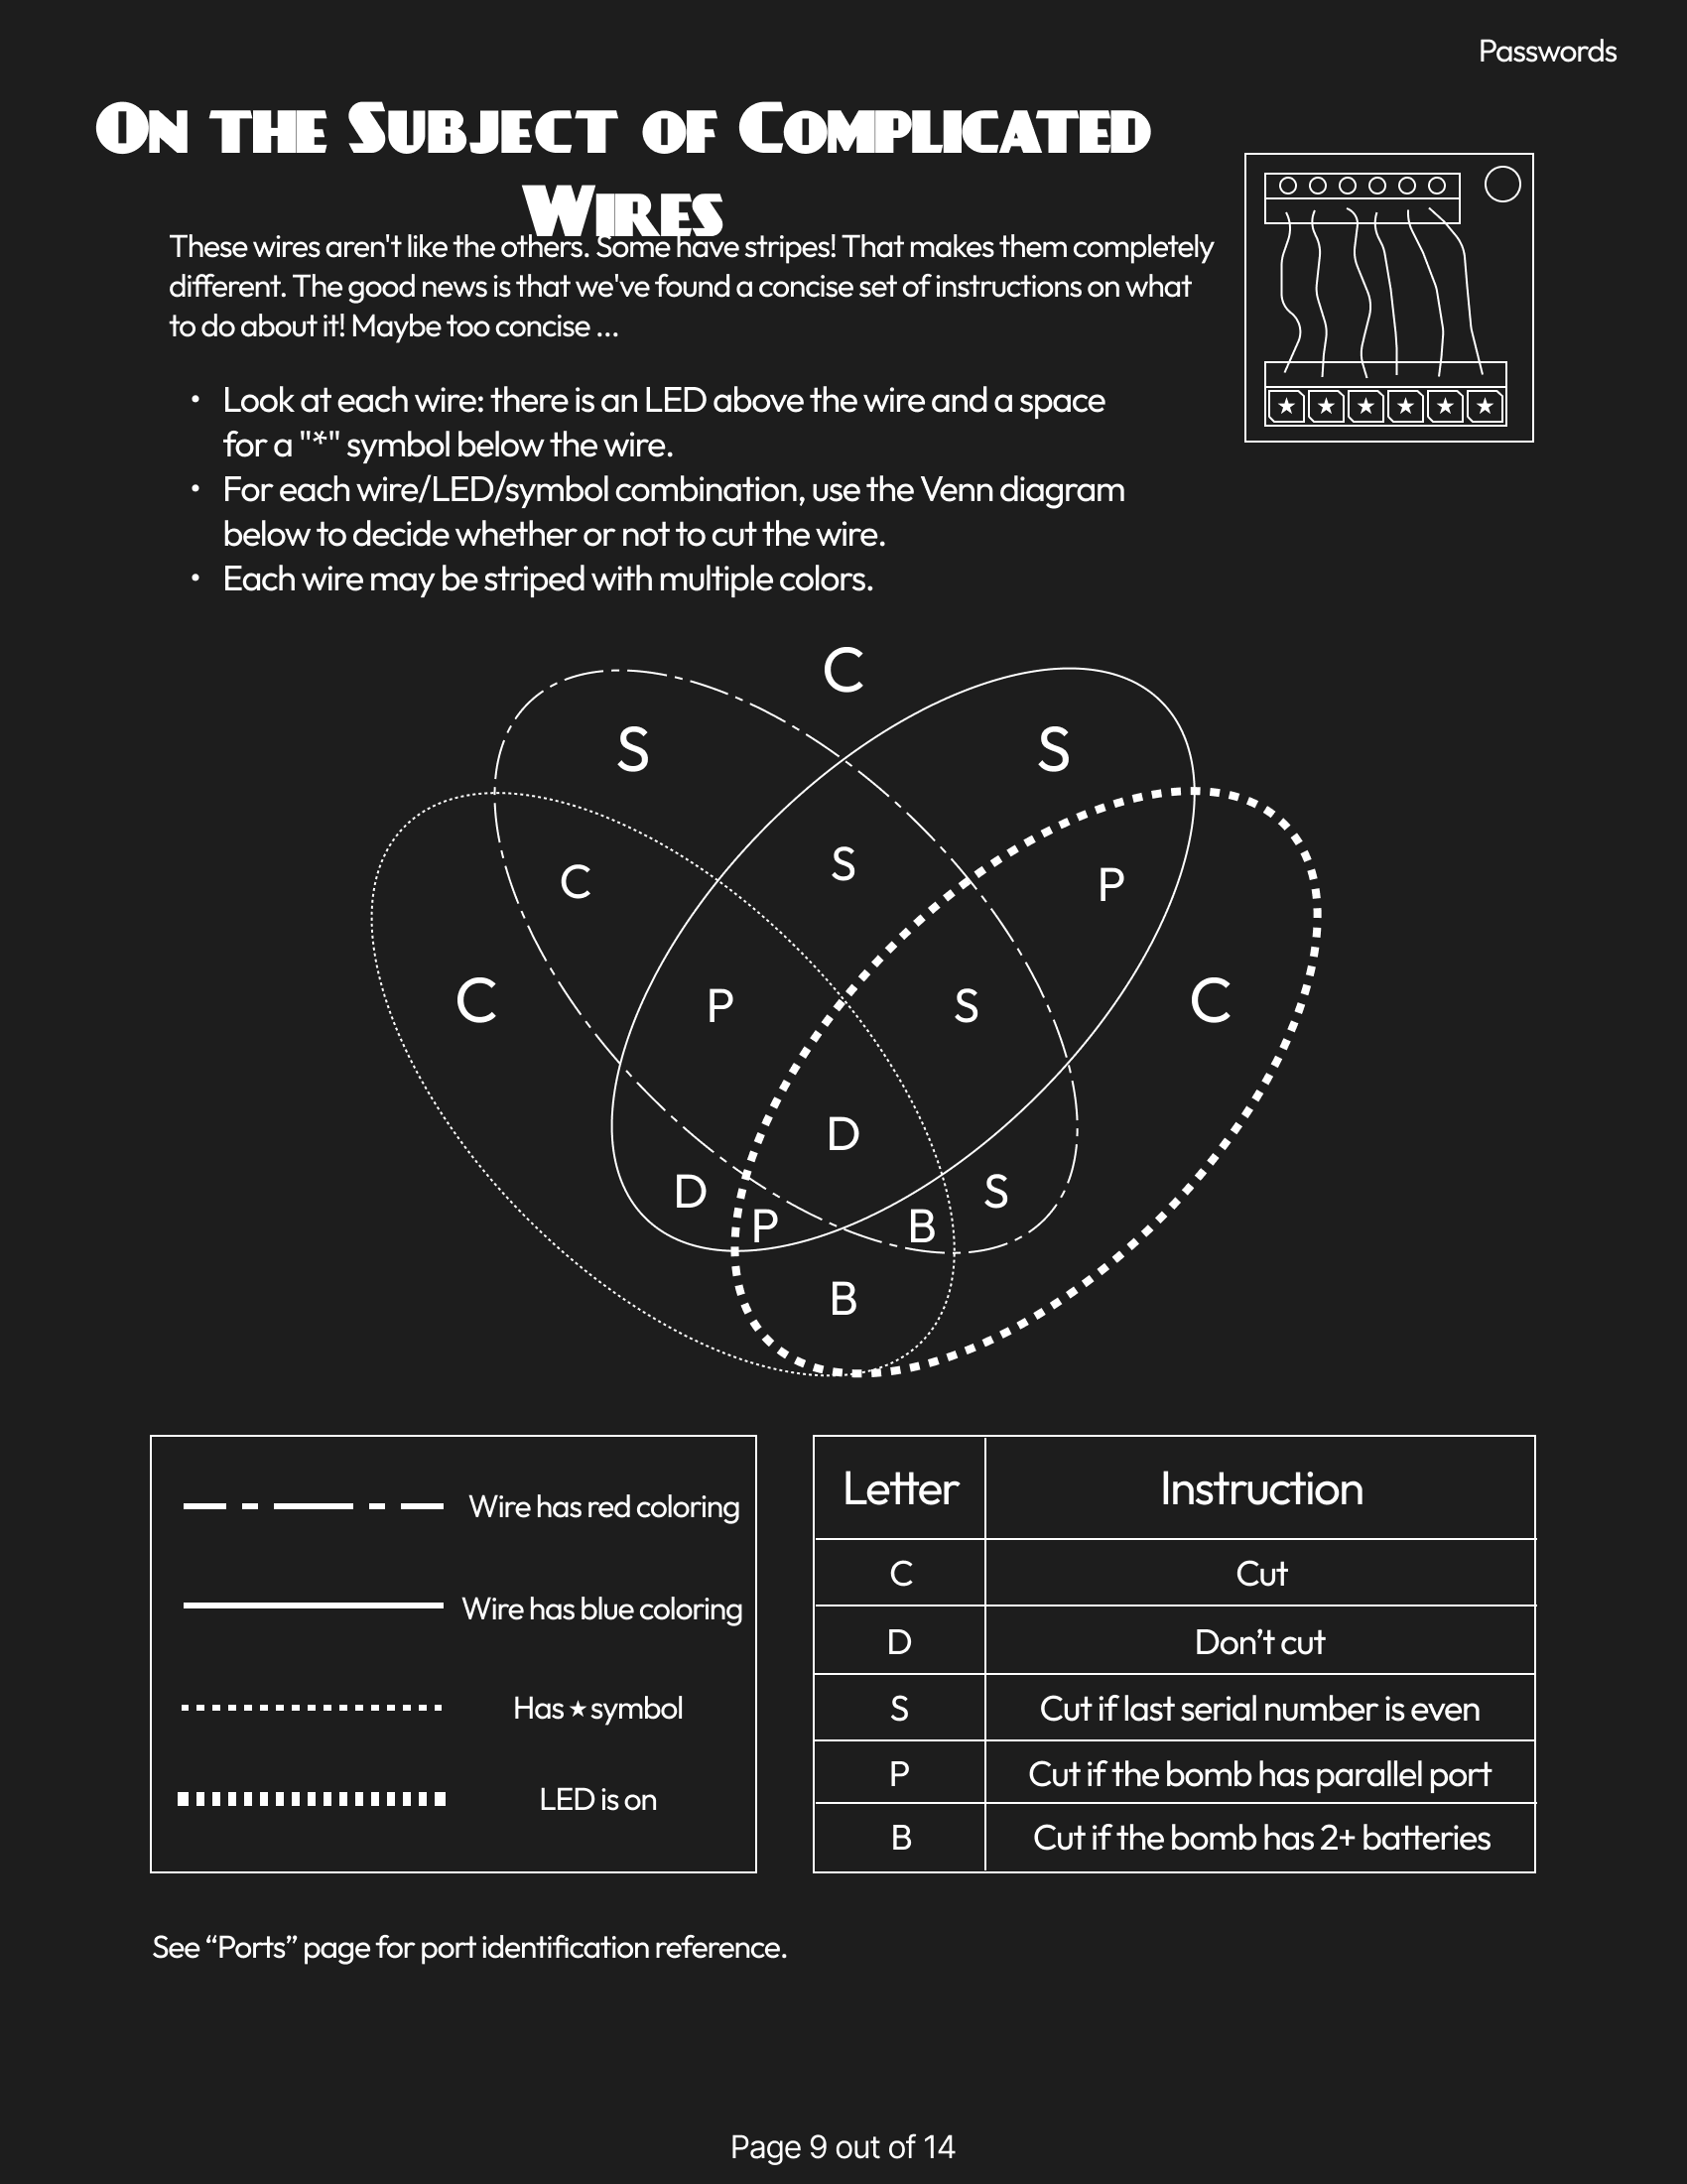 Passwords
On the Subject of Complicated
Wires
These wires aren't like the others. Some have stripes! That makes them completely
different. The good news is that we've found a concise set of instructions on what
to do about it! Maybe too concise ...
• Look at each wire: there is an LED above the wire and a space
for a "*" symbol below the wire.
• For each wire/LED/symbol combination, use the Venn diagram
below to decide whether or not to cut the wire.
• Each wire may be striped with multiple colors.
C
S S
S
C P
C P S C
D
D S
P B
B
Wire has red coloring
Wire has blue coloring
Has ★ symbol
LED is on
Letter Instruction
C Cut
D Don’t cut
S Cut if last serial number is even
P Cut if the bomb has parallel port
B Cut if the bomb has 2+ batteries
See “Ports” page for port identification reference.
Page 9 out of 14